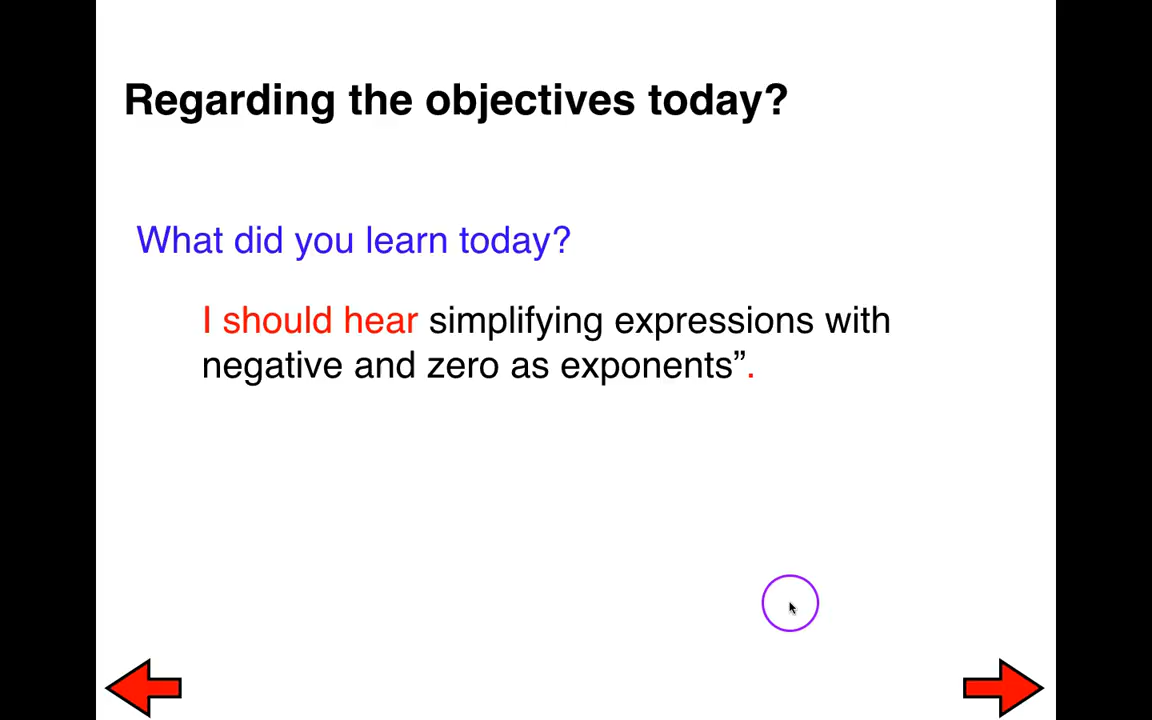 Regarding the objectives today?
What did you learn today?
I should hear simplifying expressions with
negative and zero as exponents”.